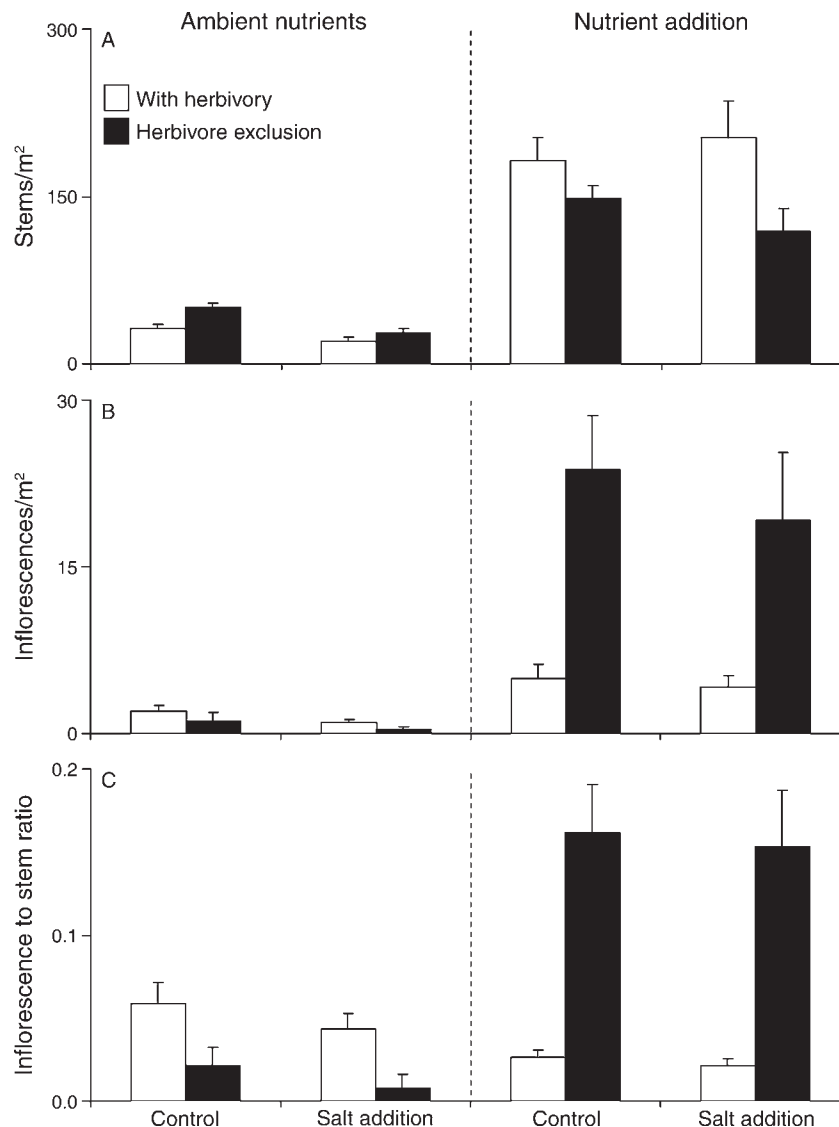 Ambient nutrients
Nutrient addition
A
With herbivory
Herbivore exclusion
300
150
0
Stems/m²
B
30
15
0
Inflorescences/m²
C
0.2
0.1
0.0
Inflorescence to stem ratio
Control
Salt addition
Control
Salt addition